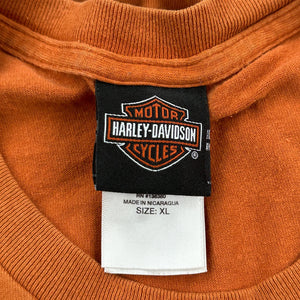 MOTOR
HARLEY-DAVIDSON
CYCLES
®
MADE IN NICARAGUA
SIZE: XL